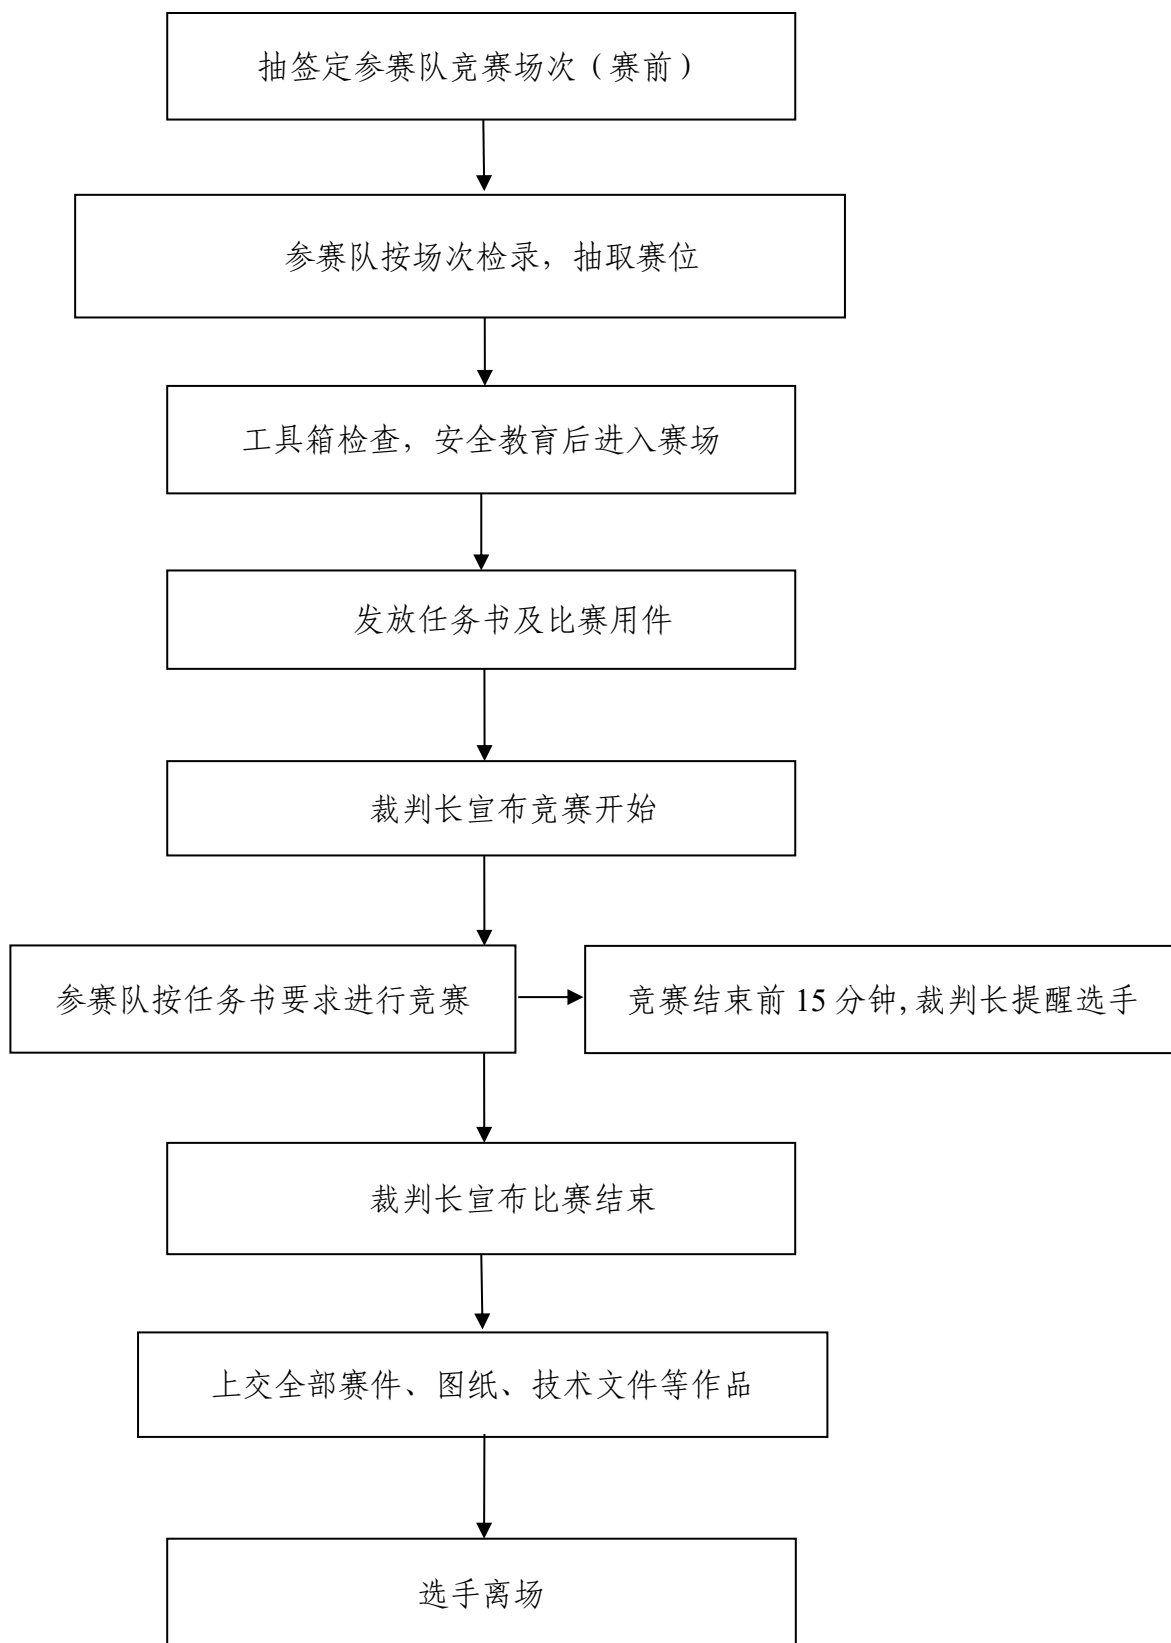 抽签定参赛队竞赛场次（赛前）
参赛队按场次检录，抽取赛位
工具箱检查，安全教育后进入赛场
发放任务书及比赛用件
裁判长宣布竞赛开始
参赛队按任务书要求进行竞赛
竞赛结束前 15 分钟,裁判长提醒选手
裁判长宣布比赛结束
上交全部赛件、图纸、技术文件等作品
选手离场